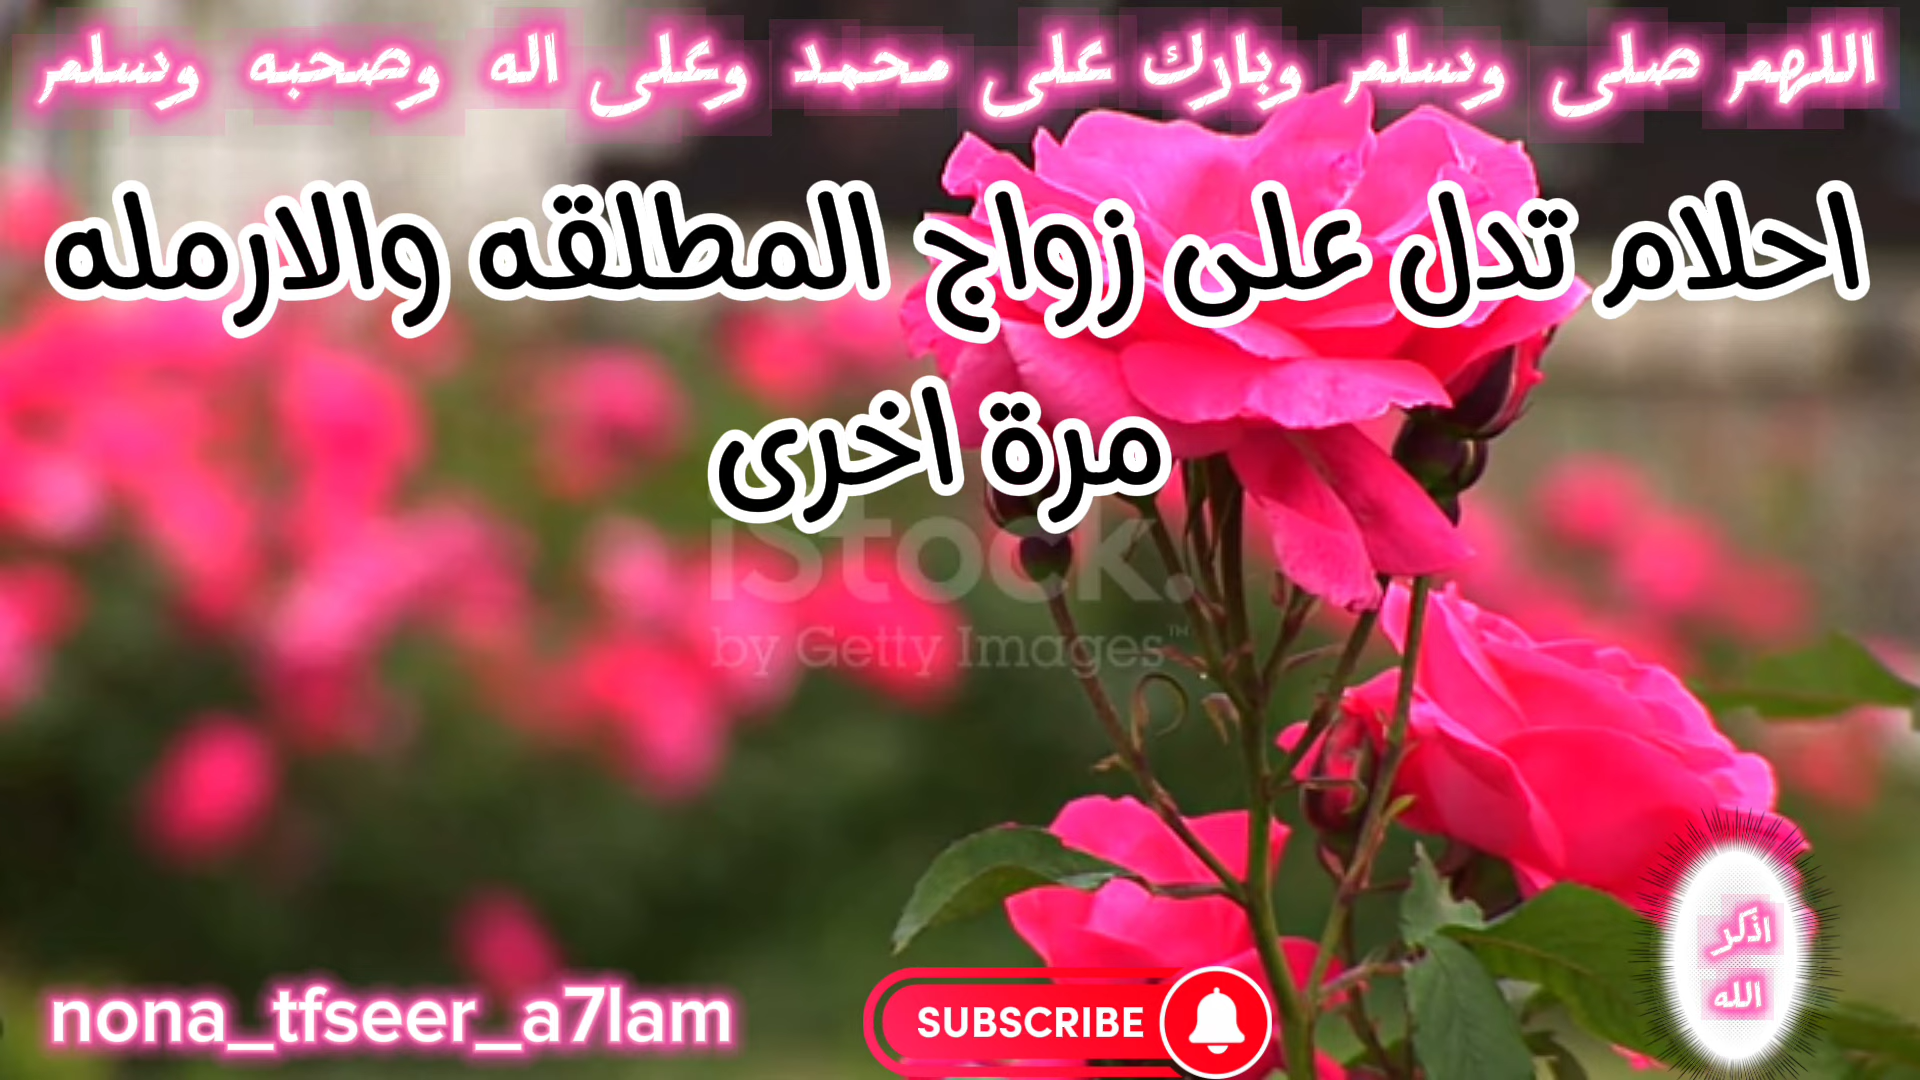 اللهم صلى وسلم وبارك على محمد وعلى اله وصحبه وسلم
احلام تدل على زواج المطلقه والارمله
مرة اخرى
iStock.
by Getty Images™
اذكر
الله
nona_tfseer_a7lam
SUBSCRIBE